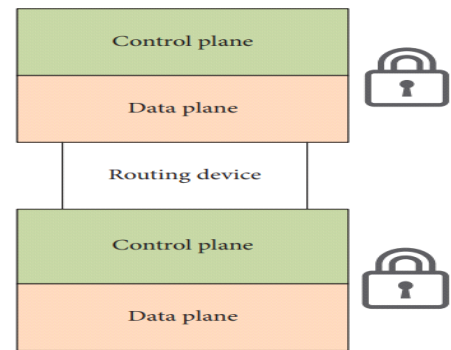 Control plane
Data plane
Routing device
Control plane
Data plane